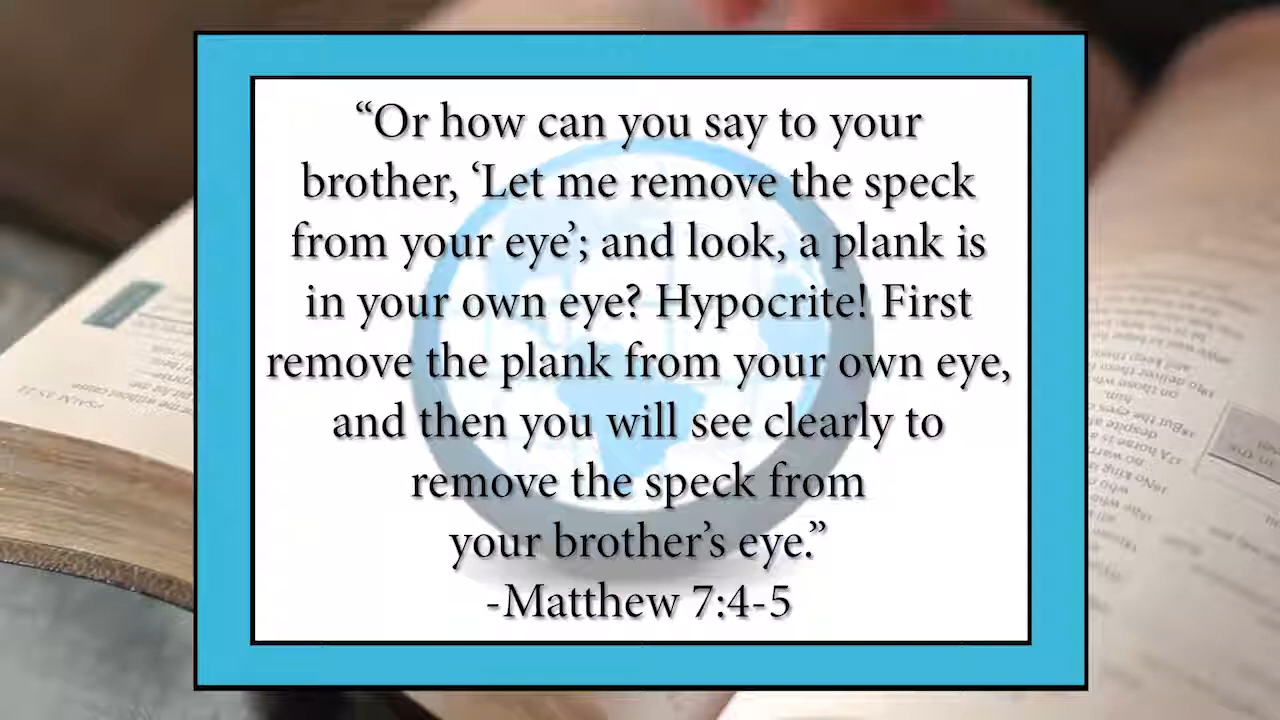 “Or how can you say to your
brother, ‘Let me remove the speck
from your eye’; and look, a plank is
in your own eye? Hypocrite! First
remove the plank from your own eye,
and then you will see clearly to
remove the speck from
your brother’s eye.”
-Matthew 7:4-5